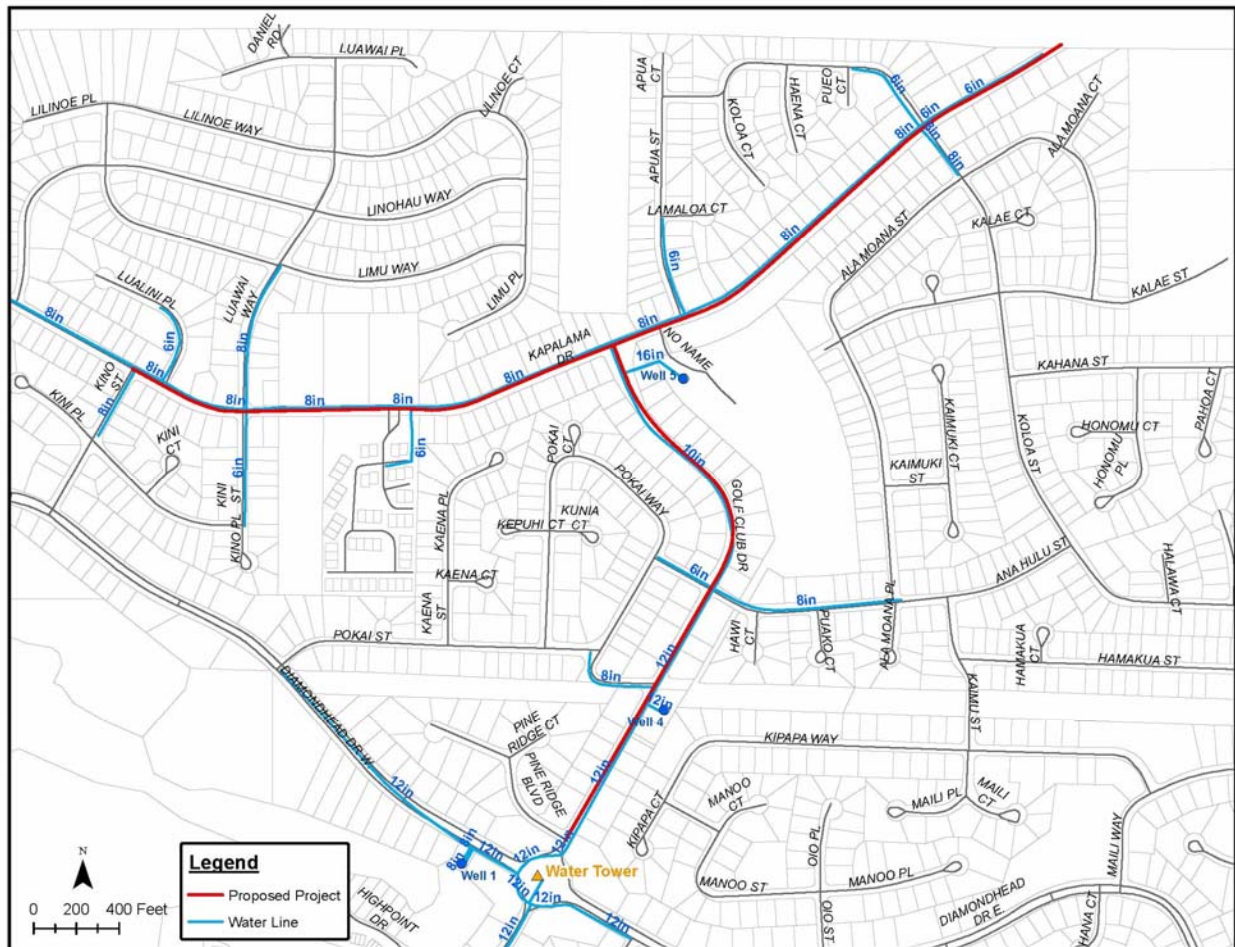 DANIEL
RD
LUAWAI PL
LILINOE CT
LILINOE PL
LILINOE WAY
LINOHAU WAY
LIMU WAY
LIMU PL
LUALINI PL
LUAWAI
WAY
8in
6in
8in
8in
KINO
ST
8in
KINI PL
KINI
CT
8in
8in
8in
8in
6in
KINI
KINO PL ST
6in
KAPALAMA
DR
8in
NO NAME
16in
Well 5
APUA
CT
APUA ST
KOLOA CT
HAENA CT
PUEO
CT
LAMALOA CT
6in
8in
8in
6in
6in
6in
8in
8in
ALA MOANA CT
ALA MOANA ST
KALAE CT
KALAE ST
KAHANA ST
PAHOA CT
HONOMU CT
HONOMU
PL
KOLOA ST
KAIMUKI CT
KAIMUKI
ST
ANA HULU ST
HALAWA CT
HAMAKUA
CT
HAMAKUA ST
KAIMU ST
ALA MOANA PL
PUAKO CT
HAWI
CT
8in
6in
10in
GOLF CLUB DR
POKAI
CT
POKAI WAY
KUNIA
CT
KEPUHI CT
KAENA PL
KAENA CT
KAENA
ST
POKAI ST
8in
12in
12in
Well 4
12in
DIAMONDHEAD DR W
12in
PINE
RIDGE CT
PINE RIDGE
BLVD
KIPAPA WAY
KIPAPA CT
MANOO
CT
MANOO ST
MANOO PL
OIO PL
OIO ST
MAILI PL
MAILI
CT
MAILI WAY
DIAMONDHEAD
DR E.
HANA CT
8in
8in
Well 1
12in
12in
12in
12in
12in
12in
12in
Water Tower
HIGHPOINT
DR
N
0 200 400 Feet
Legend
Proposed Project
Water Line